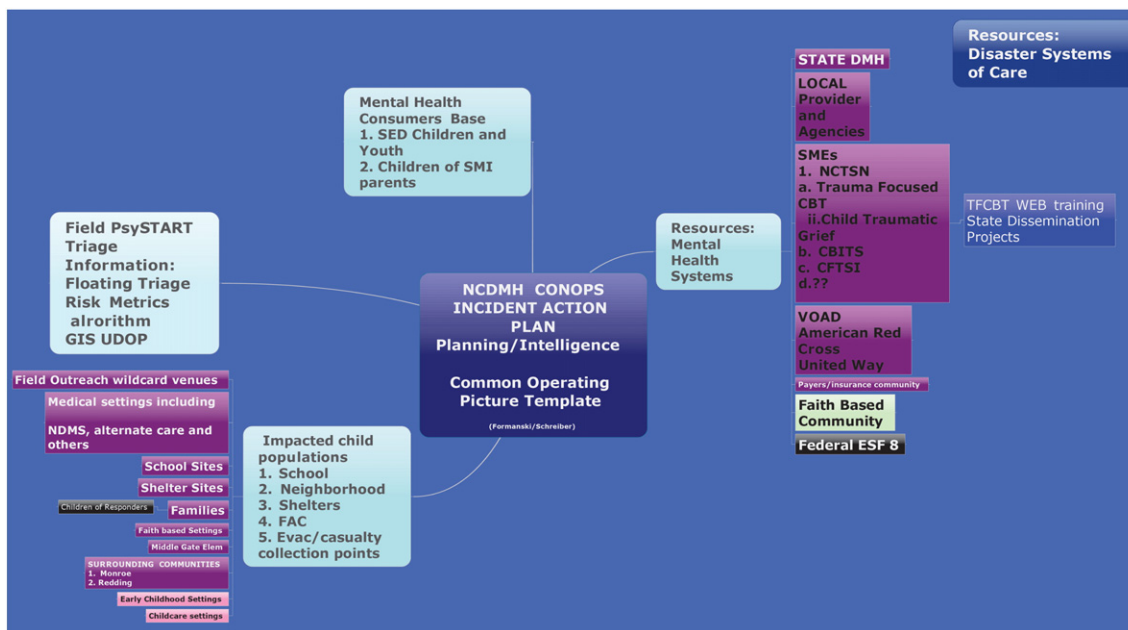 Resources:
Disaster Systems
of Care
STATE DMH
LOCAL
Provider
and
Agencies
SMEs
1. NCTSN
a. Trauma Focused
CBT
ii.Child Traumatic
Grief
b. CBITS
c. CFTSI
d.??
TFCBT WEB training
State Dissemination
Projects
VOAD
American Red
Cross
United Way
Payers/insurance community
Faith Based
Community
Federal ESF 8
Resources:
Mental
Health
Systems
Mental Health
Consumers Base
1. SED Children and
Youth
2. Children of SMI
parents
Field PsySTART
Triage
Information:
Floating Triage
Risk Metrics
alrorithm
GIS UDOP
NCDMH CONOPS
INCIDENT ACTION
PLAN
Planning/Intelligence
Common Operating
Picture Template
(Formanski/Schreiber)
Impacted child
populations
1. School
2. Neighborhood
3. Shelters
4. FAC
5. Evac/casualty
collection points
Field Outreach wildcard venues
Medical settings including
NDMS, alternate care and
others
School Sites
Shelter Sites
Families
Children of Responders
Faith based Settings
Middle Gate Elem
SURROUNDING COMMUNITIES
1. Monroe
2. Redding
Early Childhood Settings
Childcare settings